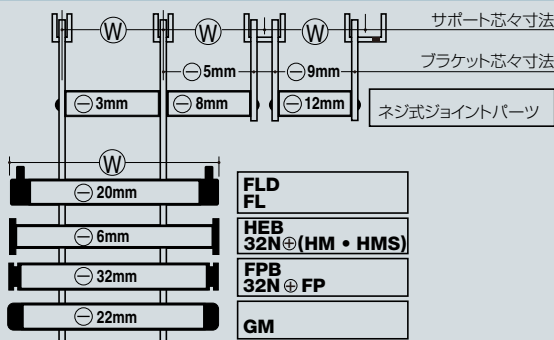 Ⓦ Ⓦ Ⓦ サポート芯々寸法
⊖5mm ⊖9mm ブラケット芯々寸法
⊖3mm ⊖8mm ⊖12mm ネジ式ジョイントパーツ
Ⓦ
⊖20mm
FLD
FL
⊖6mm
HEB
32N⊕(HM・HMS)
⊖32mm
FPB
32N⊕FP
⊖22mm
GM